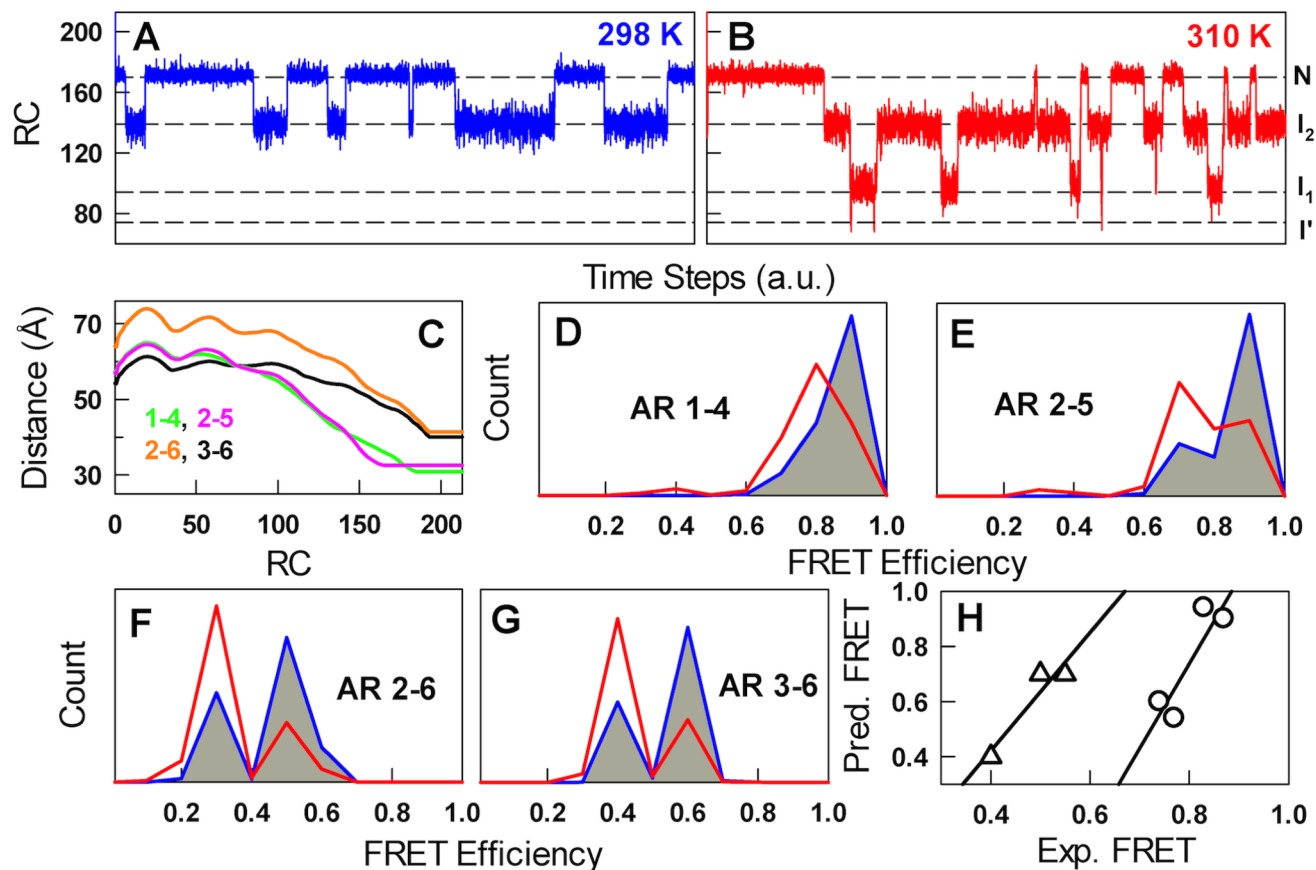 A
298 K
B
310 K
200
160
120
80
RC
N
I2
I1
I'
Time Steps (a.u.)
C
70
50
30
Distance (Å)
1-4, 2-5
2-6, 3-6
0 50 100 150 200
RC
D
Count
AR 1-4
0.2 0.4 0.6 0.8 1.0
E
AR 2-5
0.2 0.4 0.6 0.8 1.0
FRET Efficiency
F
Count
AR 2-6
0.2 0.4 0.6 0.8 1.0
G
AR 3-6
0.2 0.4 0.6 0.8 1.0
FRET Efficiency
H
1.0
0.8
0.6
0.4
Pred. FRET
0.4 0.6 0.8 1.0
Exp. FRET